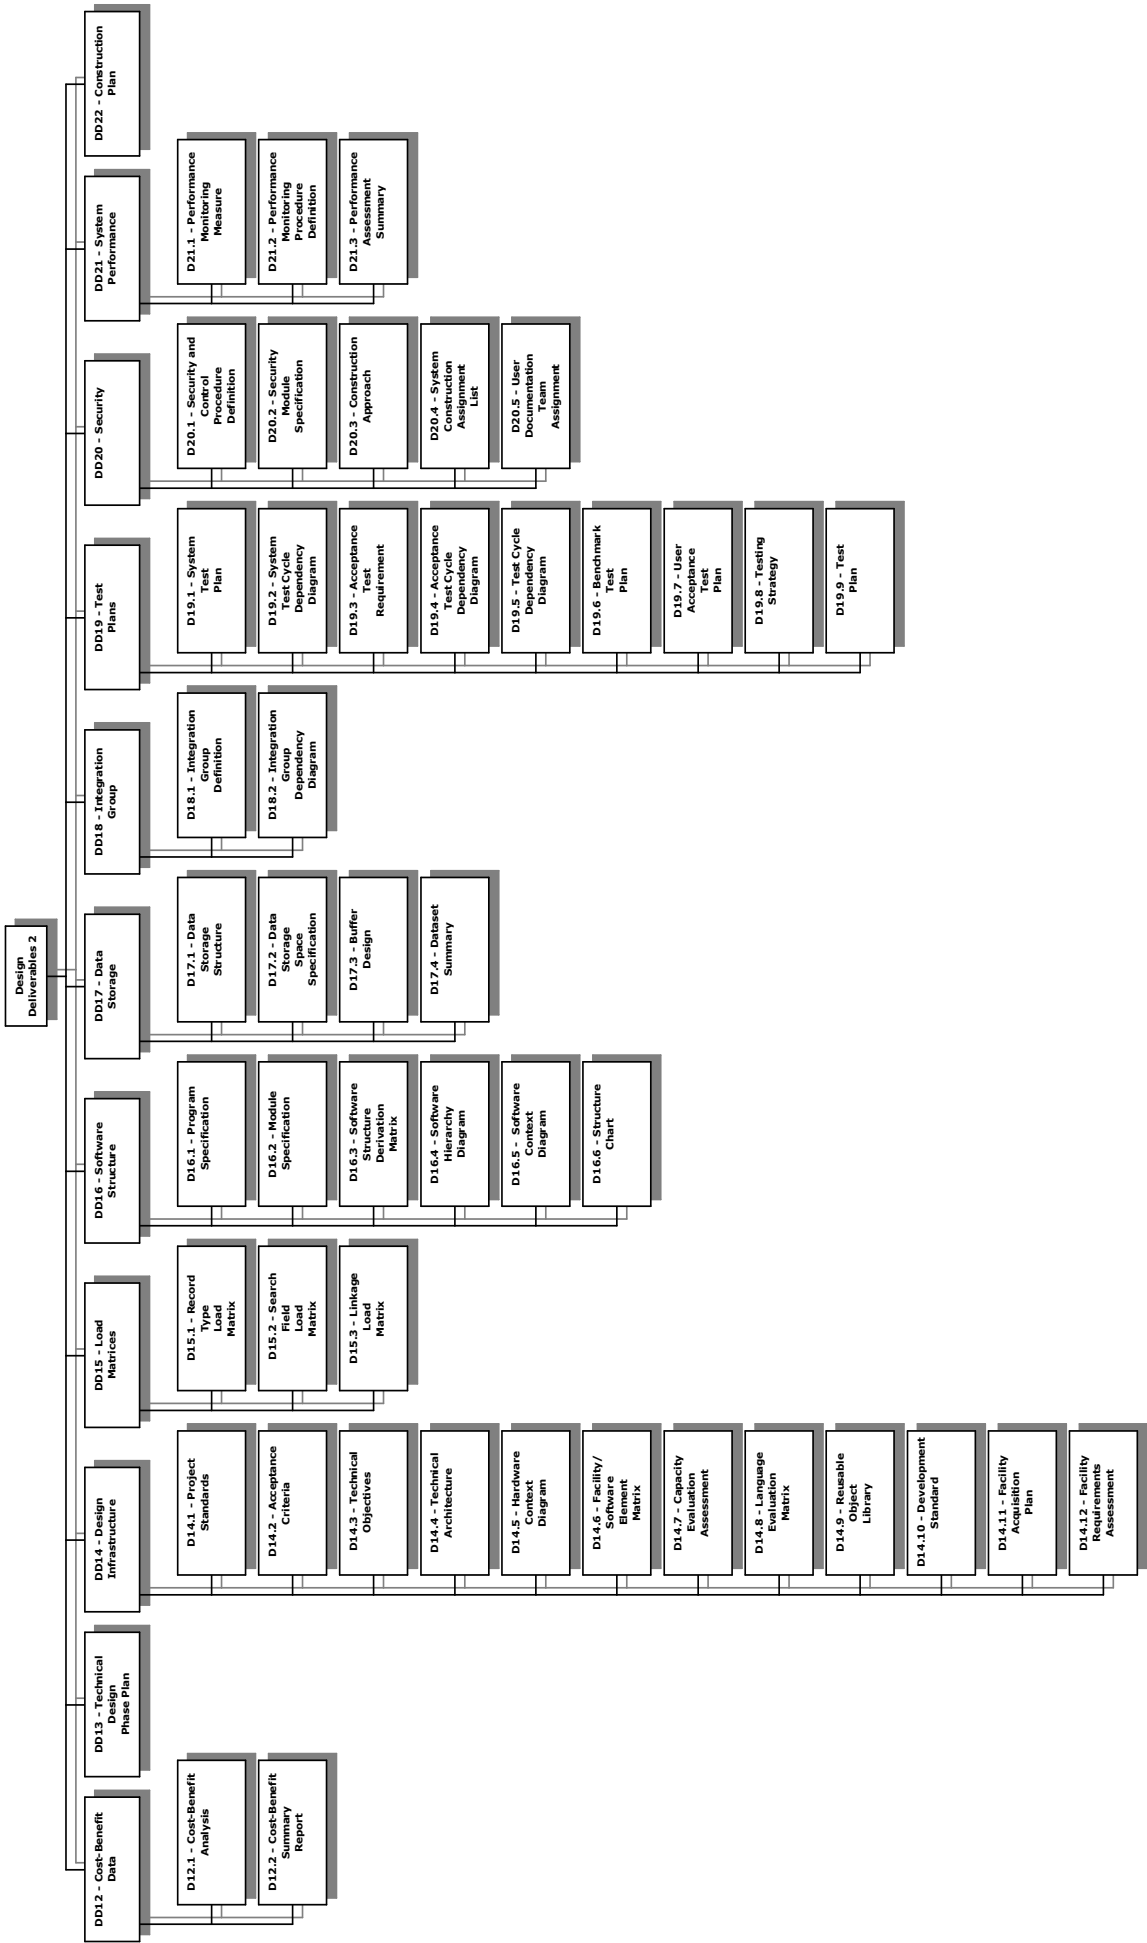 Design
Deliverables 2
DD12 - Cost-Benefit
Data
D12.1 - Cost-Benefit
Analysis
D12.2 - Cost-Benefit
Summary
Report
DD13 - Technical
Design
Phase Plan
DD14 - Design
Infrastructure
D14.1 - Project
Standards
D14.2 - Acceptance
Criteria
D14.3 - Technical
Objectives
D14.4 - Technical
Architecture
D14.5 - Hardware
Context
Diagram
D14.6 - Facility/
Software
Element
Matrix
D14.7 - Capacity
Evaluation
Assessment
D14.8 - Language
Evaluation
Matrix
D14.9 - Reusable
Object
Library
D14.10 - Development
Standard
D14.11 - Facility
Acquisition
Plan
D14.12 - Facility
Requirements
Assessment
DD15 - Load
Matrices
D15.1 - Record
Type
Load
Matrix
D15.2 - Search
Field
Load
Matrix
D15.3 - Linkage
Load
Matrix
DD16 - Software
Structure
D16.1 - Program
Specification
D16.2 - Module
Specification
D16.3 - Software
Structure
Derivation
Matrix
D16.4 - Software
Hierarchy
Diagram
D16.5 - Software
Context
Diagram
D16.6 - Structure
Chart
DD17 - Data
Storage
D17.1 - Data
Storage
Structure
D17.2 - Data
Storage
Space
Specification
D17.3 - Buffer
Design
D17.4 - Dataset
Summary
DD18 - Integration
Group
D18.1 - Integration
Group
Definition
D18.2 - Integration
Group
Dependency
Diagram
DD19 - Test
Plans
D19.1 - System
Test
Plan
D19.2 - System
Test Cycle
Dependency
Diagram
D19.3 - Acceptance
Test
Requirement
D19.4 - Acceptance
Test Cycle
Dependency
Diagram
D19.5 - Test Cycle
Dependency
Diagram
D19.6 - Benchmark
Test
Plan
D19.7 - User
Acceptance
Test
Plan
D19.8 - Testing
Strategy
D19.9 - Test
Plan
DD20 - Security
D20.1 - Security and
Control
Procedure
Definition
D20.2 - Security
Module
Specification
D20.3 - Construction
Approach
D20.4 - System
Construction
Assignment
List
D20.5 - User
Documentation
Team
Assignment
DD21 - System
Performance
D21.1 - Performance
Monitoring
Measure
D21.2 - Performance
Monitoring
Procedure
Definition
D21.3 - Performance
Assessment
Summary
DD22 - Construction
Plan